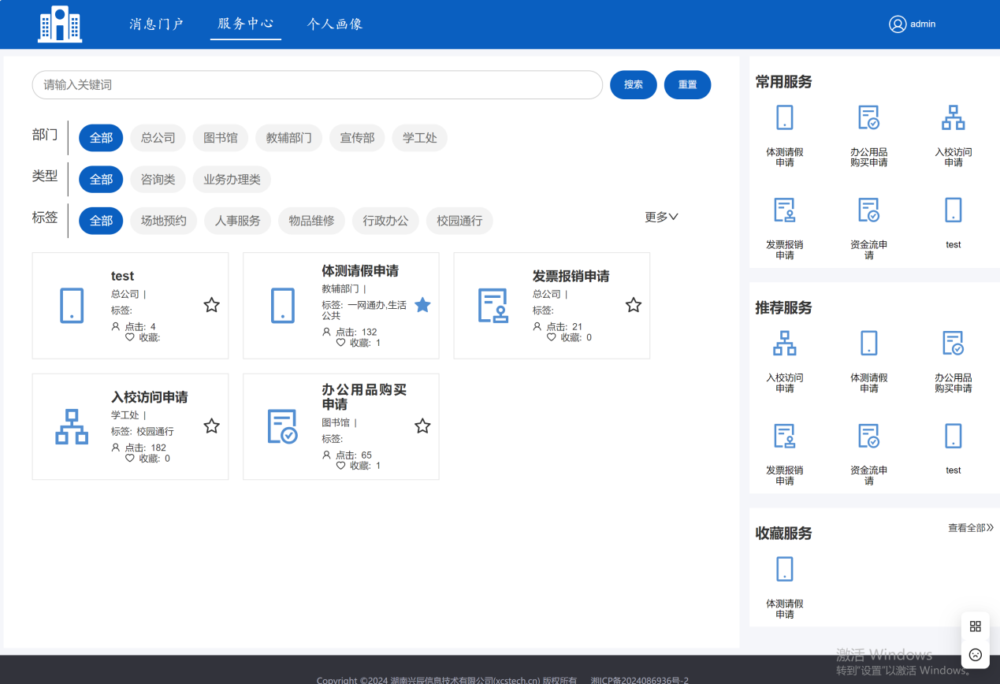 消息门户 服务中心 个人画像 admin
请输入关键词 搜索 重置
部门 全部 总公司 图书馆 教辅部门 宣传部 学工处
类型 全部 咨询类 业务办理类
标签 全部 场地预约 人事服务 物品维修 行政办公 校园通行 更多
test
总公司 |
标签:
点击: 4
收藏:
体测请假申请
教辅部门 |
标签: 一网通办,生活
公共
点击: 132
收藏: 1
发票报销申请
总公司 |
标签:
点击: 21
收藏: 0
入校访问申请
学工处 |
标签: 校园通行
点击: 182
收藏: 0
办公用品购买
申请
图书馆 |
标签:
点击: 65
收藏: 1
常用服务
体测请假
申请
办公用品
购买申请
入校访问
申请
发票报销
申请
资金流申
请
test
推荐服务
入校访问
申请
体测请假
申请
办公用品
购买申请
发票报销
申请
资金流申
请
test
收藏服务 查看全部
体测请假
申请
激活 Windows
转到“设置”以激活 Windows。
Copyright ©2024 湖南兴辰信息技术有限公司(xcstech.cn) 版权所有 湘ICP备2024086936号-2